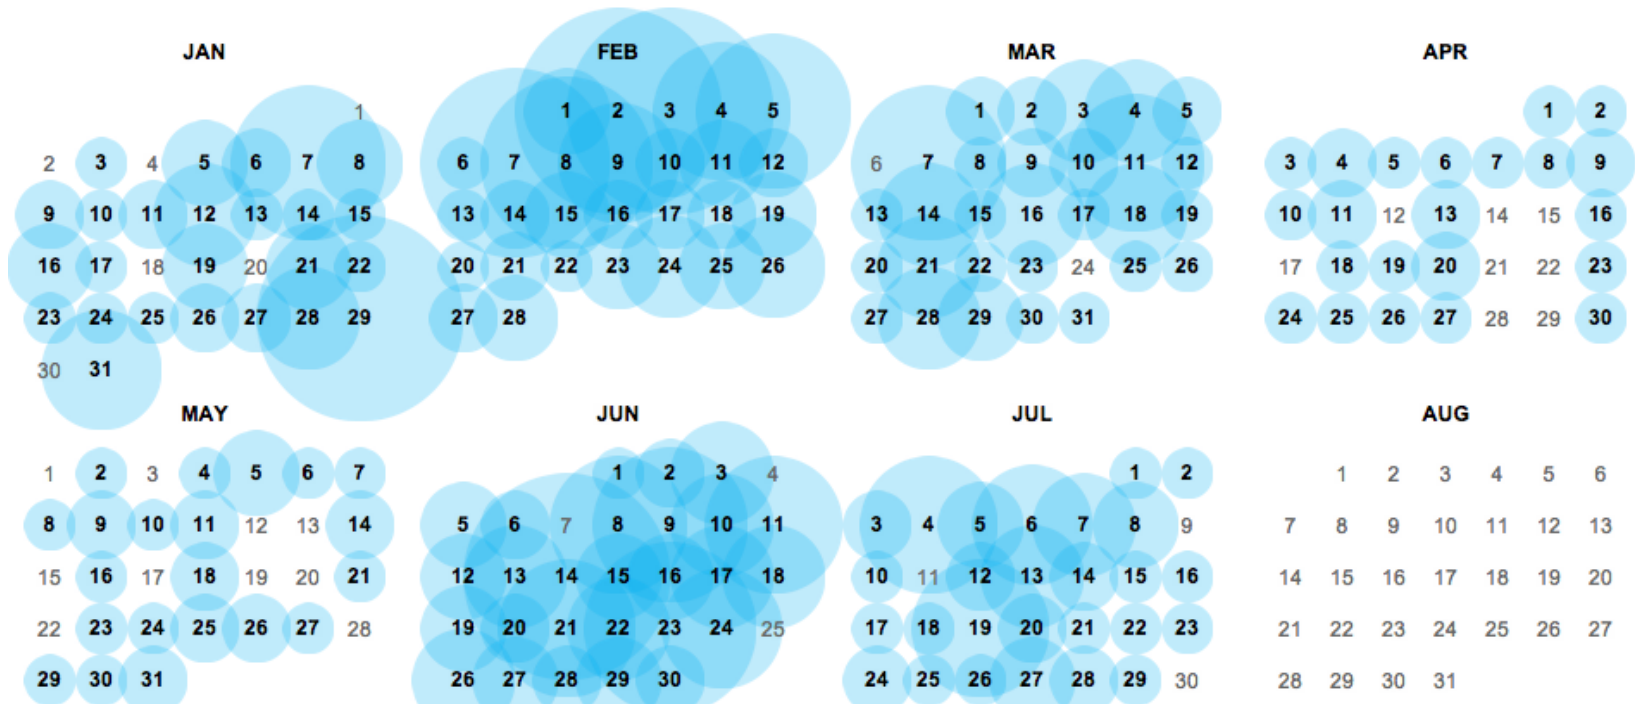 JAN FEB MAR APR
1 1 2 3 4 5 1 2 3 4 5 1 2
2 3 4 5 6 7 8 6 7 8 9 10 11 12 6 7 8 9 10 11 12 3 4 5 6 7 8 9
9 10 11 12 13 14 15 13 14 15 16 17 18 19 13 14 15 16 17 18 19 10 11 12 13 14 15 16
16 17 18 19 20 21 22 20 21 22 23 24 25 26 20 21 22 23 24 25 26 17 18 19 20 21 22 23
23 24 25 26 27 28 29 27 28 27 28 29 30 31 24 25 26 27 28 29 30
30 31
MAY JUN JUL AUG
1 2 3 4 5 6 7 1 2 3 4 1 2 1 2 3 4 5 6
8 9 10 11 12 13 14 5 6 7 8 9 10 11 3 4 5 6 7 8 9 7 8 9 10 11 12 13
15 16 17 18 19 20 21 12 13 14 15 16 17 18 10 11 12 13 14 15 16 14 15 16 17 18 19 20
22 23 24 25 26 27 28 19 20 21 22 23 24 25 17 18 19 20 21 22 23 21 22 23 24 25 26 27
29 30 31 26 27 28 29 30 24 25 26 27 28 29 30 28 29 30 31